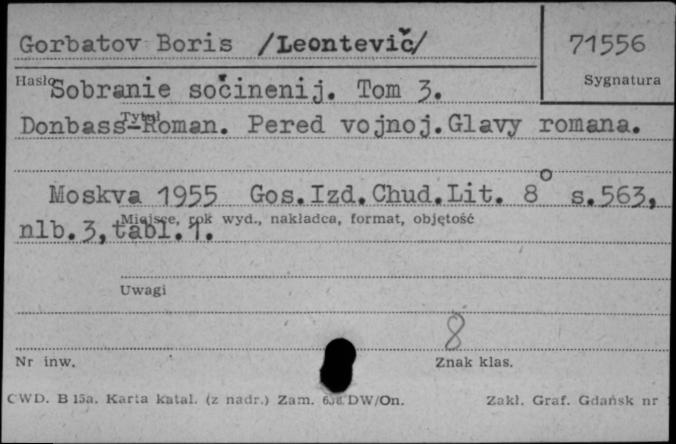 Gorbatov Boris /Leontevič/
71556
Hasło
Sygnatura
Sobranie sočinenij. Tom 3.
Tytuł
Donbass-Roman. Pered vojnoj.Glavy romana.
Moskva 1955 Gos.Izd.Chud.Lit. 8° s.563,
Miejsce, rok wyd., nakładca, format, objętość
nlb.3,tabl.1.
Uwagi
8
Nr inw.
Znak klas.
CWD. B 15a. Karta katal. (z nadr.) Zam. DW/On.
Zakł. Graf. Gdańsk nr